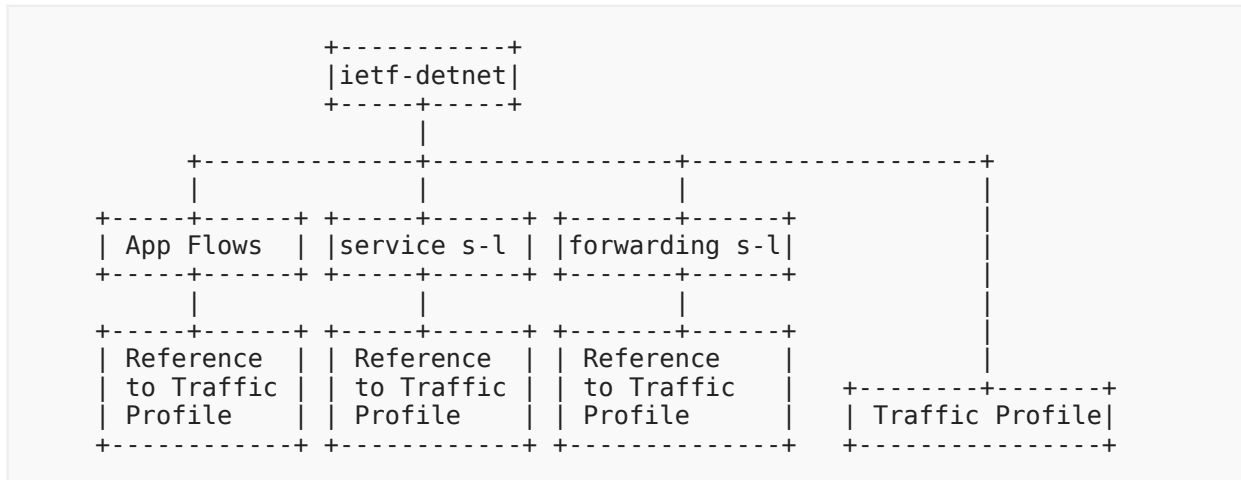 ietf-detnet
App Flows service s-l forwarding s-l
Reference Reference Reference
to Traffic to Traffic to Traffic
Profile Profile Profile Traffic Profile